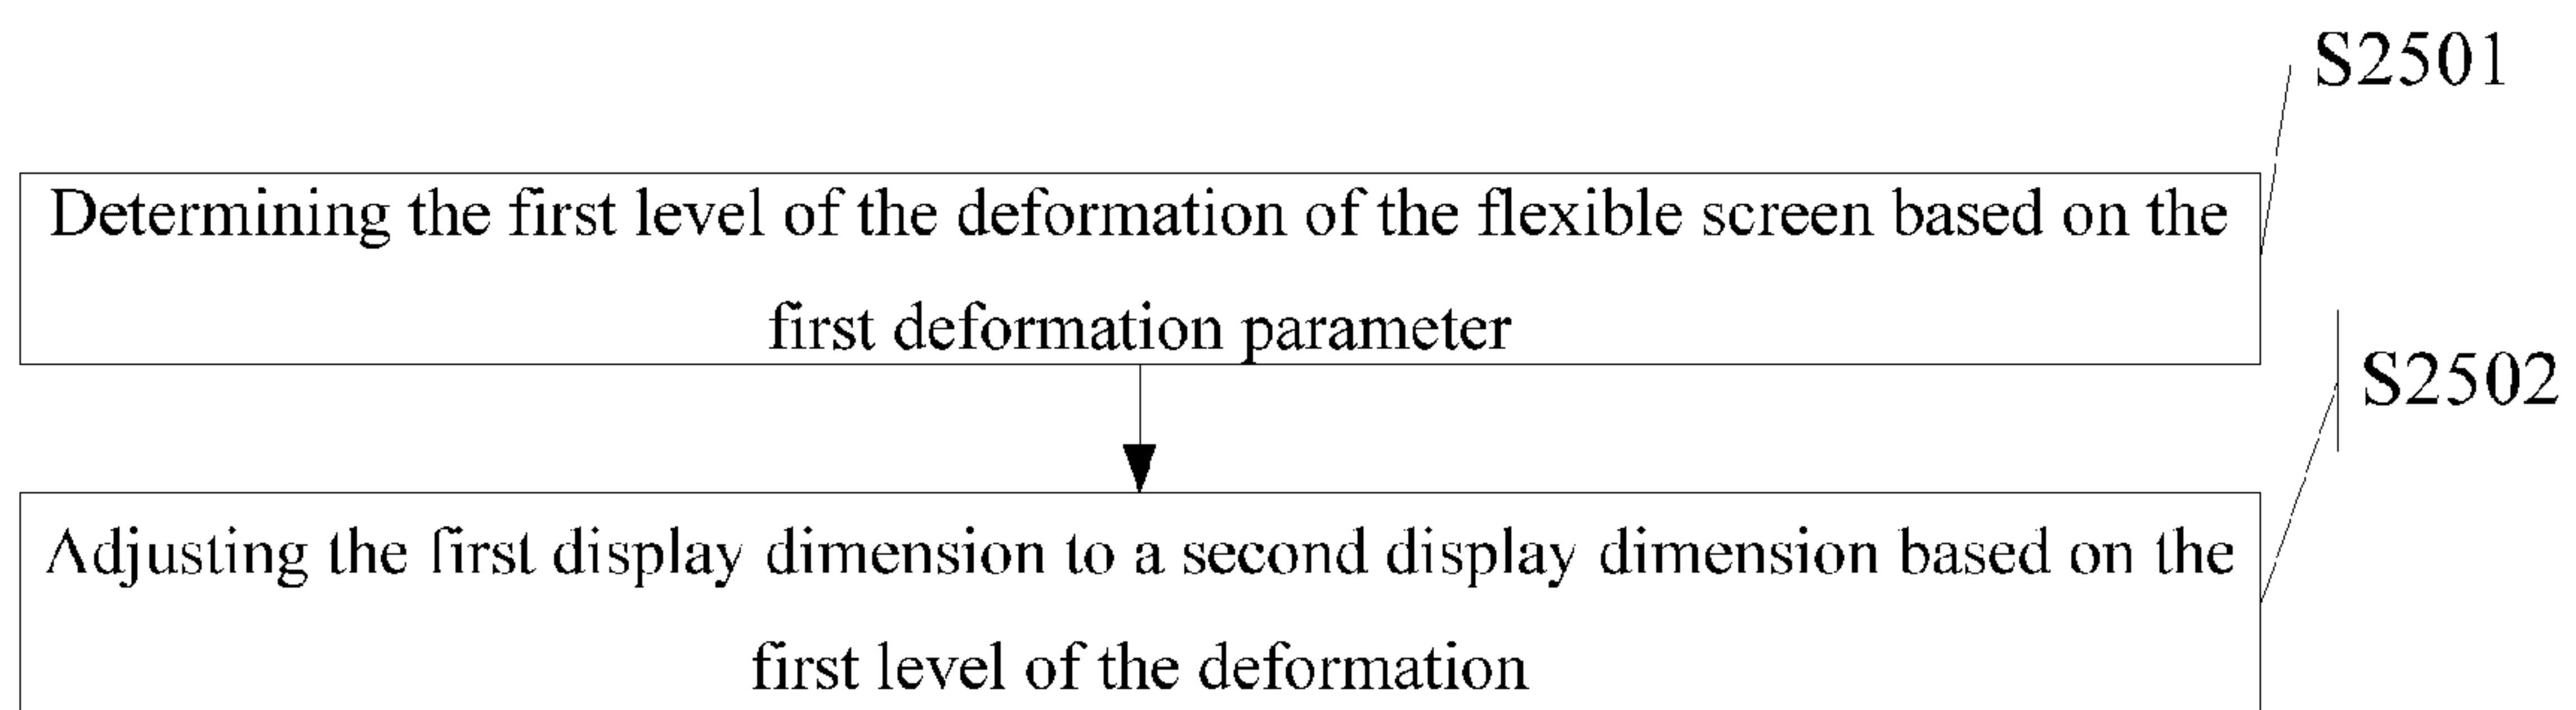 S2501
Determining the first level of the deformation of the flexible screen based on the
first deformation parameter
S2502
Adjusting the first display dimension to a second display dimension based on the
first level of the deformation